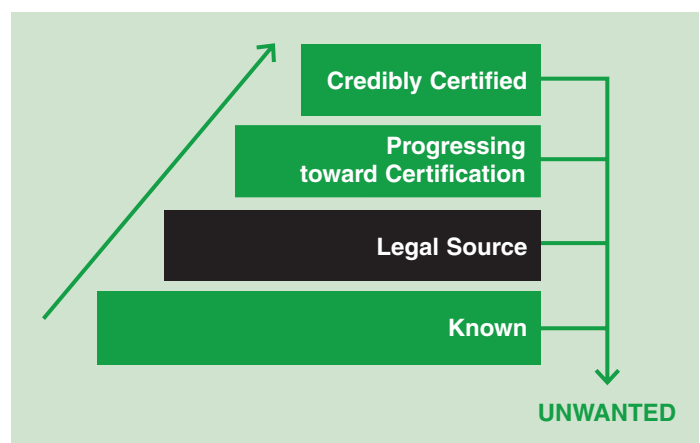 Credibly Certified
Progressing
toward Certification
Legal Source
Known
UNWANTED